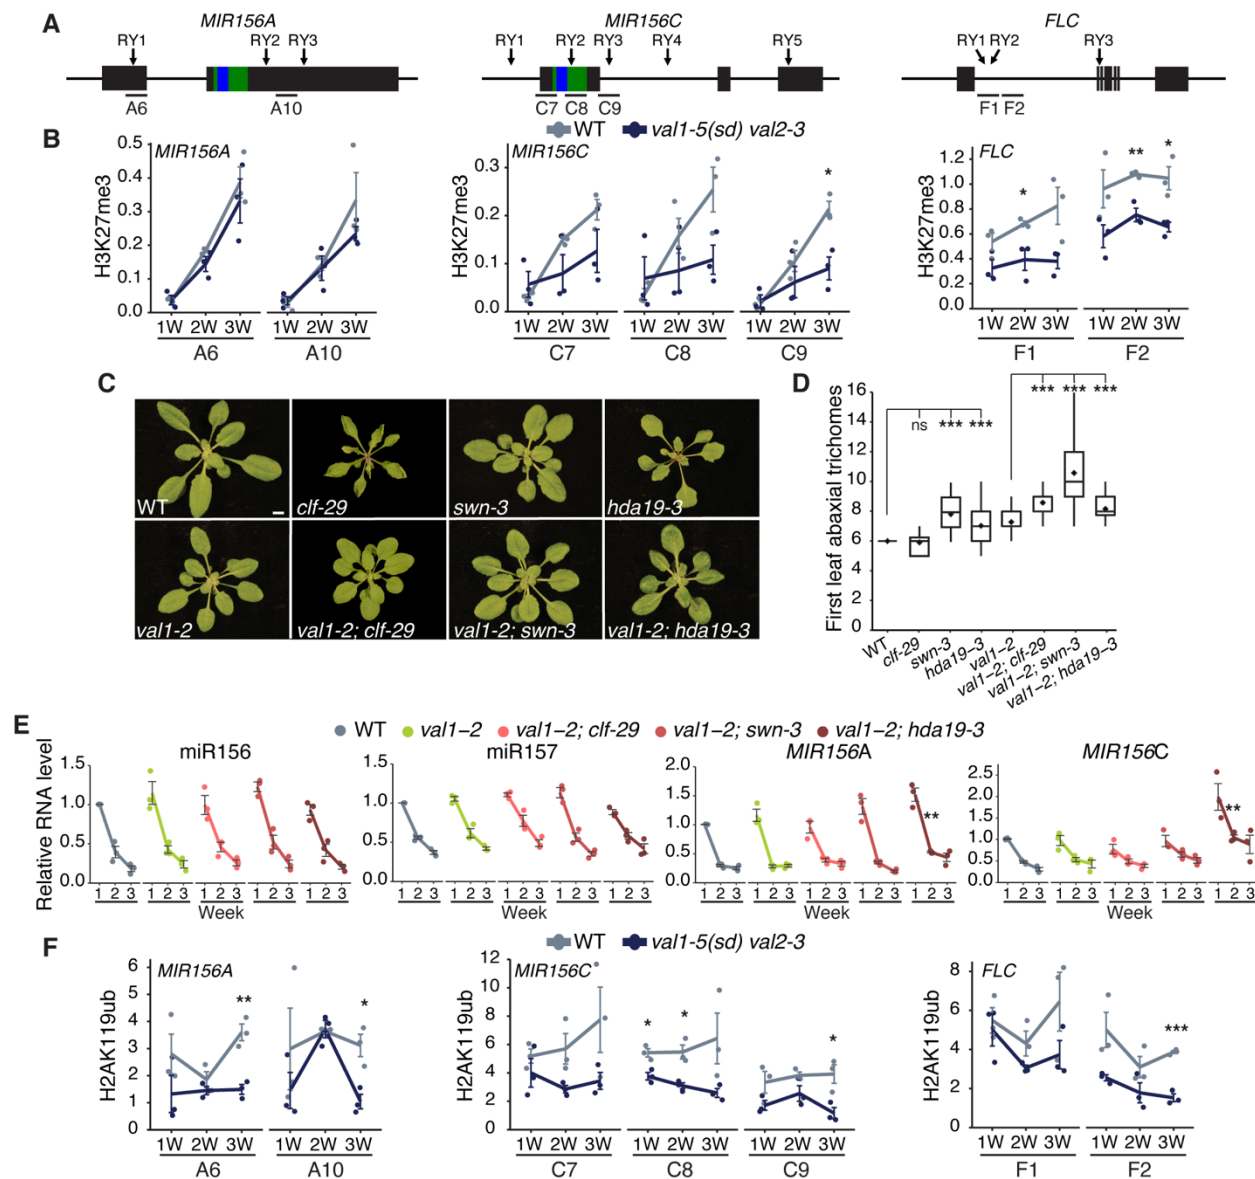 A
MIR156A
MIR156C
FLC
RY1 RY2 RY3
RY1 RY2 RY3 RY4 RY5
RY1 RY2 RY3
A6 A10
C7 C8 C9
F1 F2
B
WT val1-5(sd) val2-3
MIR156A
H3K27me3
0.5
0.4
0.3
0.2
0.1
0.0
1W 2W 3W 1W 2W 3W
A6 A10
MIR156C
H3K27me3
0.3
0.2
0.1
0.0
*
1W 2W 3W 1W 2W 3W 1W 2W 3W
C7 C8 C9
FLC
H3K27me3
1.2
1.0
0.8
0.6
0.4
0.2
0.0
* ** *
1W 2W 3W 1W 2W 3W
F1 F2
C
WT
clf-29
swn-3
hda19-3
val1-2
val1-2; clf-29
val1-2; swn-3
val1-2; hda19-3
D
First leaf abaxial trichomes
16
14
12
10
8
6
4
2
0
ns *** ***
*** *** ***
WT
clf-29
swn-3
hda19-3
val1-2
val1-2; clf-29
val1-2; swn-3
val1-2; hda19-3
E
WT val1-2 val1-2; clf-29 val1-2; swn-3 val1-2; hda19-3
Relative RNA level
miR156
1.5
1.0
0.5
0.0
1 2 3 1 2 3 1 2 3 1 2 3 1 2 3
Week
miR157
1.5
1.0
0.5
0.0
1 2 3 1 2 3 1 2 3 1 2 3 1 2 3
Week
MIR156A
2.0
1.5
1.0
0.5
0.0
**
1 2 3 1 2 3 1 2 3 1 2 3 1 2 3
Week
MIR156C
2.5
2.0
1.5
1.0
0.5
0.0
**
1 2 3 1 2 3 1 2 3 1 2 3 1 2 3
Week
F
WT val1-5(sd) val2-3
MIR156A
H2AK119ub
6
5
4
3
2
1
0
** *
1W 2W 3W 1W 2W 3W
A6 A10
MIR156C
H2AK119ub
12
10
8
6
4
2
0
* * *
1W 2W 3W 1W 2W 3W 1W 2W 3W
C7 C8 C9
FLC
H2AK119ub
8
6
4
2
0
***
1W 2W 3W 1W 2W 3W
F1 F2